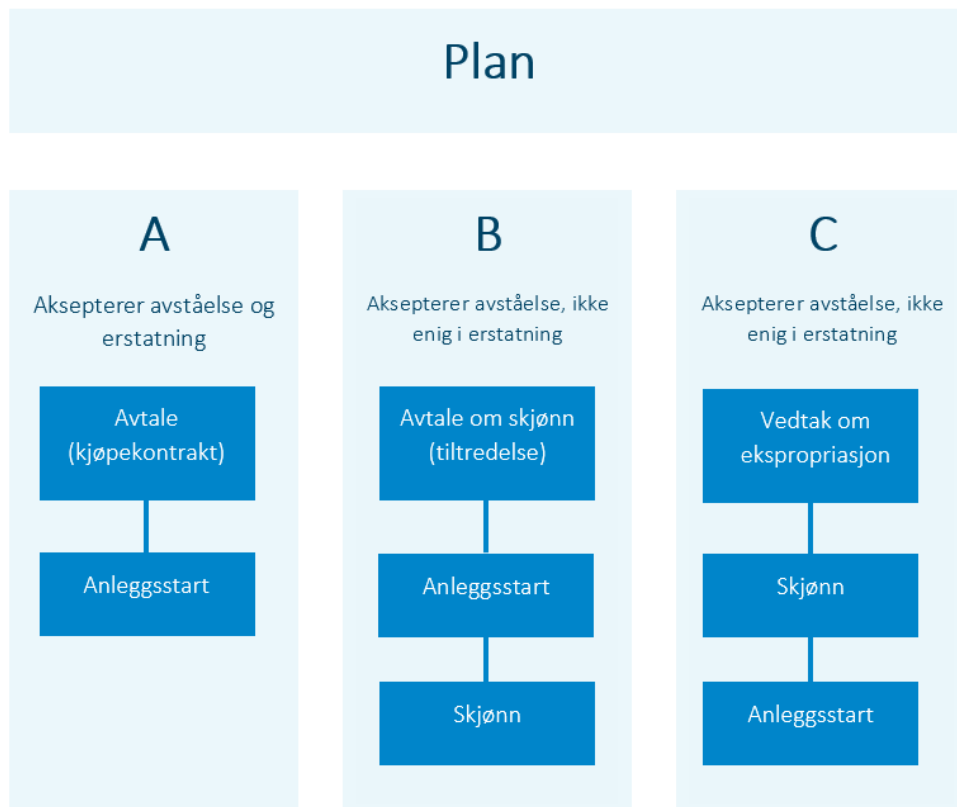 Plan
A
Aksepterer avståelse og
erstatning
Avtale
(kjøpekontrakt)
Anleggsstart
B
Aksepterer avståelse, ikke
enig i erstatning
Avtale om skjønn
(tiltredelse)
Anleggsstart
Skjønn
C
Aksepterer avståelse, ikke
enig i erstatning
Vedtak om
ekspropriasjon
Skjønn
Anleggsstart